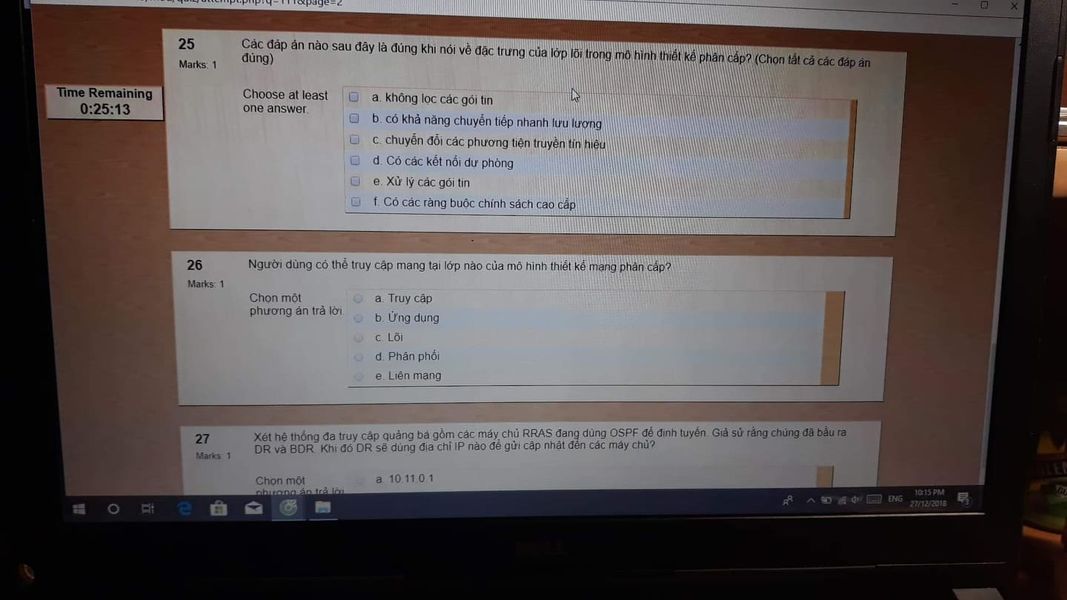 quiz/attempt.php?q=111&page=2
25
Marks: 1
Các đáp án nào sau đây là đúng khi nói về đặc trưng của lớp lõi trong mô hình thiết kế phân cấp? (Chọn tất cả các đáp án
đúng)
Time Remaining
0:25:13
Choose at least
one answer.
a. không lọc các gói tin
b. có khả năng chuyển tiếp nhanh lưu lượng
c. chuyển đổi các phương tiện truyền tín hiệu
d. Có các kết nối dự phòng
e. Xử lý các gói tin
f. Có các ràng buộc chính sách cao cấp
26
Marks: 1
Người dùng có thể truy cập mạng tại lớp nào của mô hình thiết kế mạng phân cấp?
Chọn một
phương án trả lời
a. Truy cập
b. Ứng dụng
c. Lõi
d. Phân phối
e. Liên mạng
27
Marks: 1
Xét hệ thống đa truy cập quảng bá gồm các máy chủ RRAS đang dùng OSPF để định tuyến. Giả sử rằng chúng đã bầu ra
DR và BDR. Khi đó DR sẽ dùng địa chỉ IP nào để gửi cập nhật đến các máy chủ?
Chọn một
phương án trả lời
a. 10.11.0.1
ENG
10:15 PM
27/12/2018
DELL